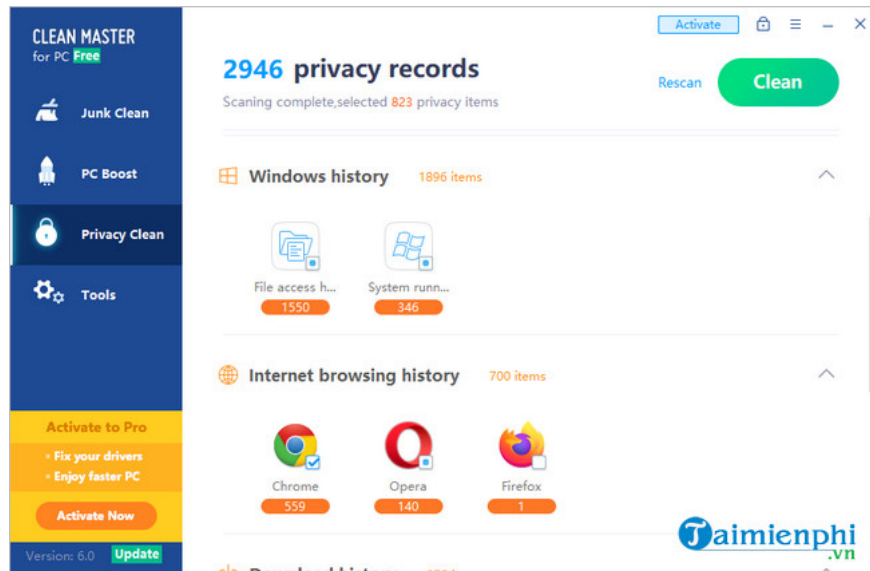 CLEAN MASTER
for PC Free
Junk Clean
PC Boost
Privacy Clean
Tools
Activate to Pro
• Fix your drivers
• Enjoy faster PC
Activate Now
Version: 6.0 Update
Activate
2946 privacy records
Scaning complete,selected 823 privacy items
Rescan
Clean
Windows history 1896 items
File access h... System runn...
1550 346
Internet browsing history 700 items
Chrome Opera Firefox
559 140 1
Taimienphi
.vn